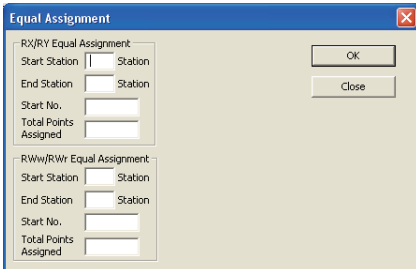 Equal Assignment
RX/RY Equal Assignment
Start Station Station
End Station Station
Start No.
Total Points
Assigned
RWw/RWr Equal Assignment
Start Station Station
End Station Station
Start No.
Total Points
Assigned
OK
Close